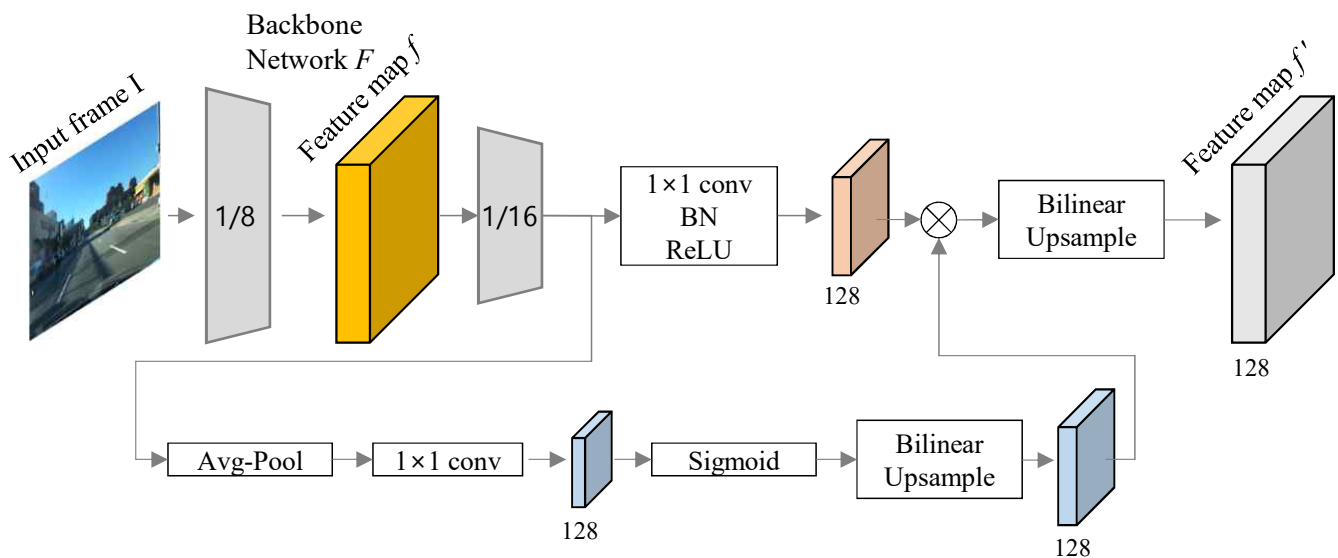 Backbone
Network F
Input frame I
Feature map f
Feature map f'
1/8
1/16
1×1 conv
BN
ReLU
128
Bilinear
Upsample
128
Avg-Pool
1×1 conv
128
Sigmoid
Bilinear
Upsample
128